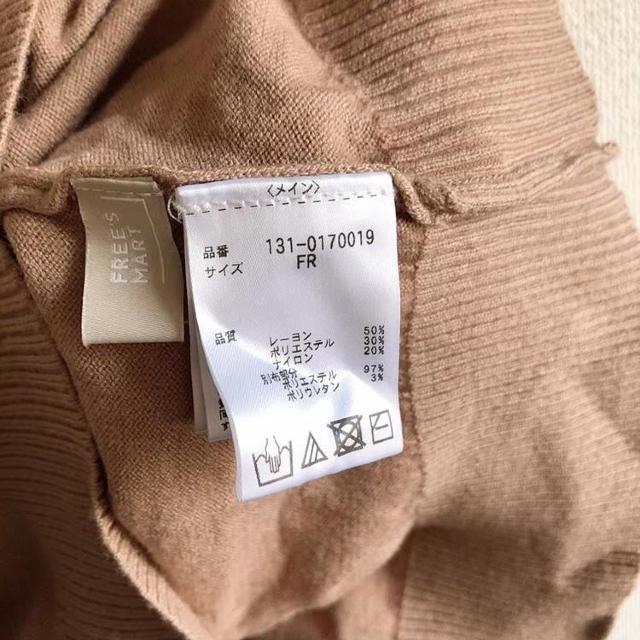 〈メイン〉
品番 131-0170019
サイズ FR
品質 レーヨン 50%
ポリエステル 30%
ナイロン 20%
別布部分
ポリエステル 97%
ポリウレタン 3%
FREE'S
MART